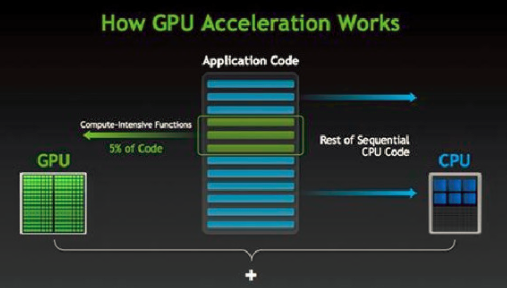 How GPU Acceleration Works
Application Code
Compute-Intensive Functions
5% of Code
Rest of Sequential
CPU Code
GPU
CPU
+